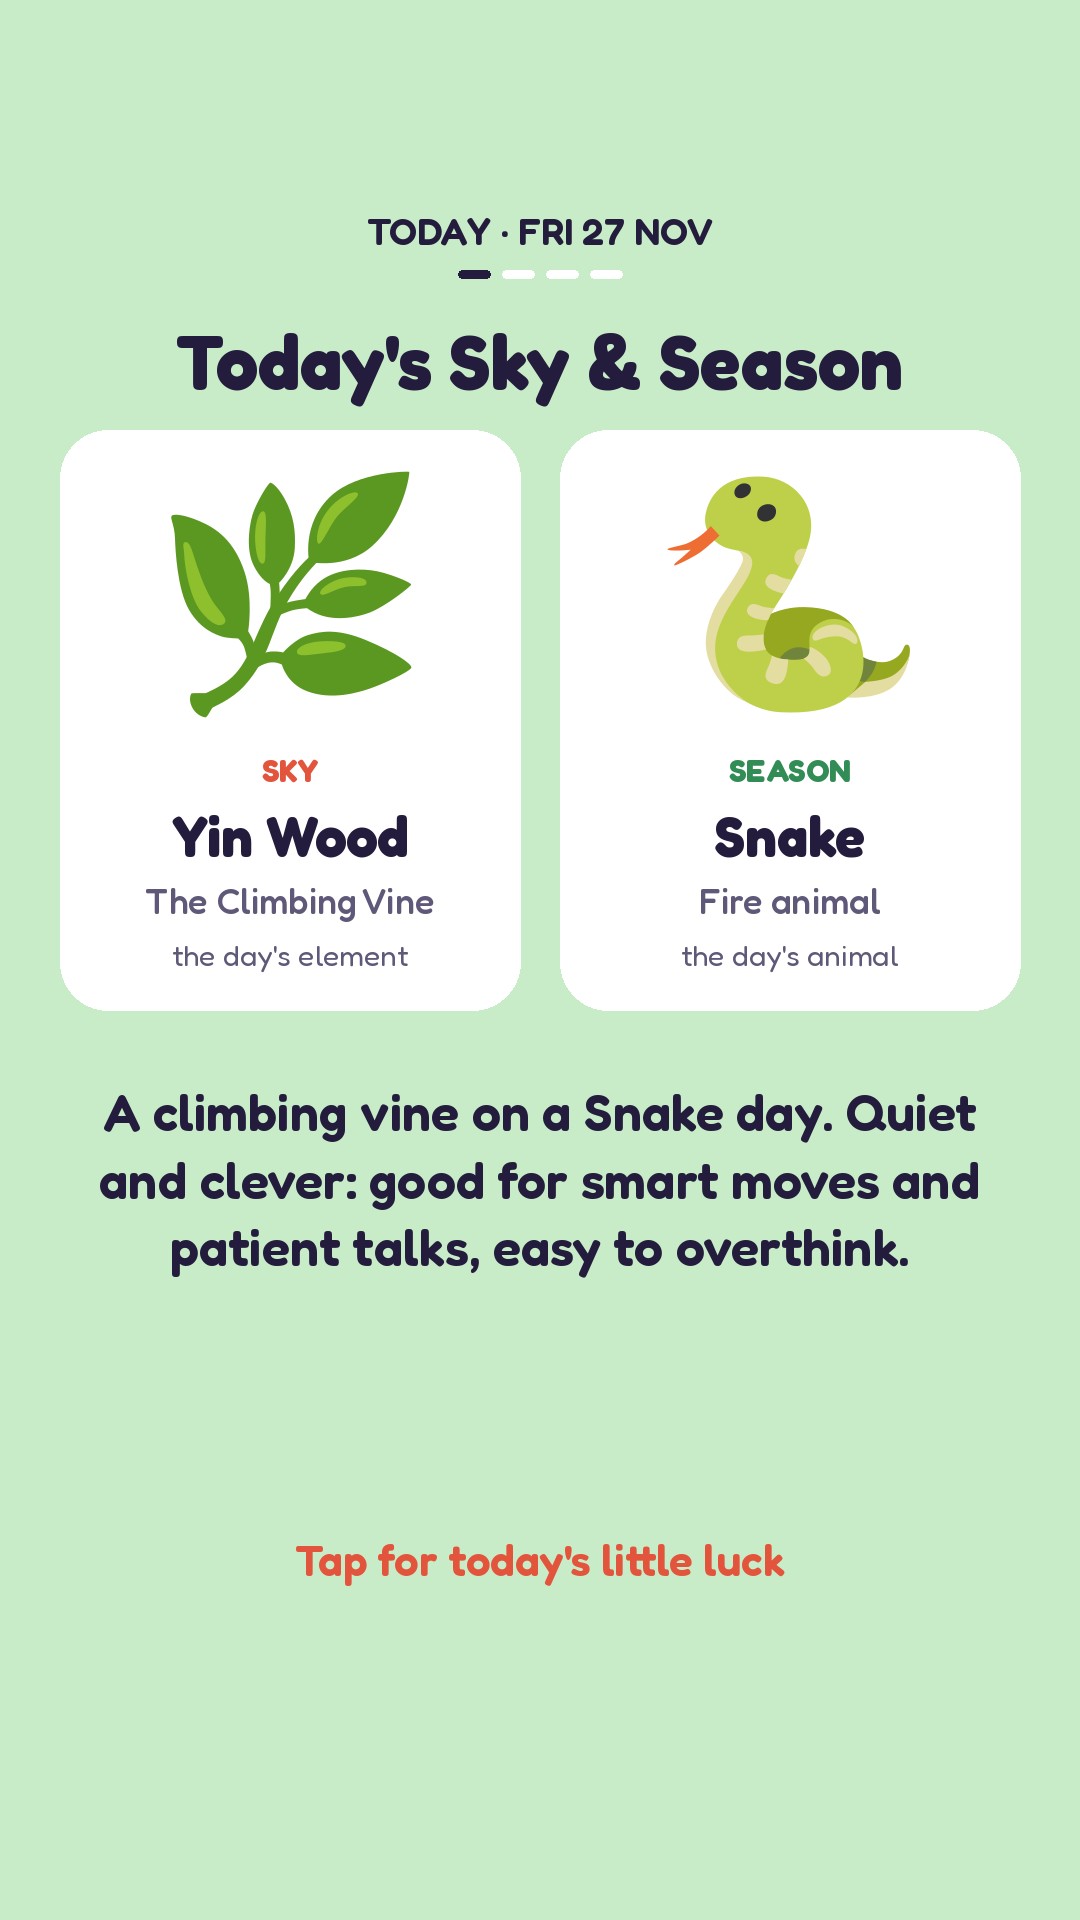 TODAY · FRI 27 NOV
Today's Sky & Season
SKY
Yin Wood
The Climbing Vine
the day's element
SEASON
Snake
Fire animal
the day's animal
A climbing vine on a Snake day. Quiet
and clever: good for smart moves and
patient talks, easy to overthink.
Tap for today's little luck